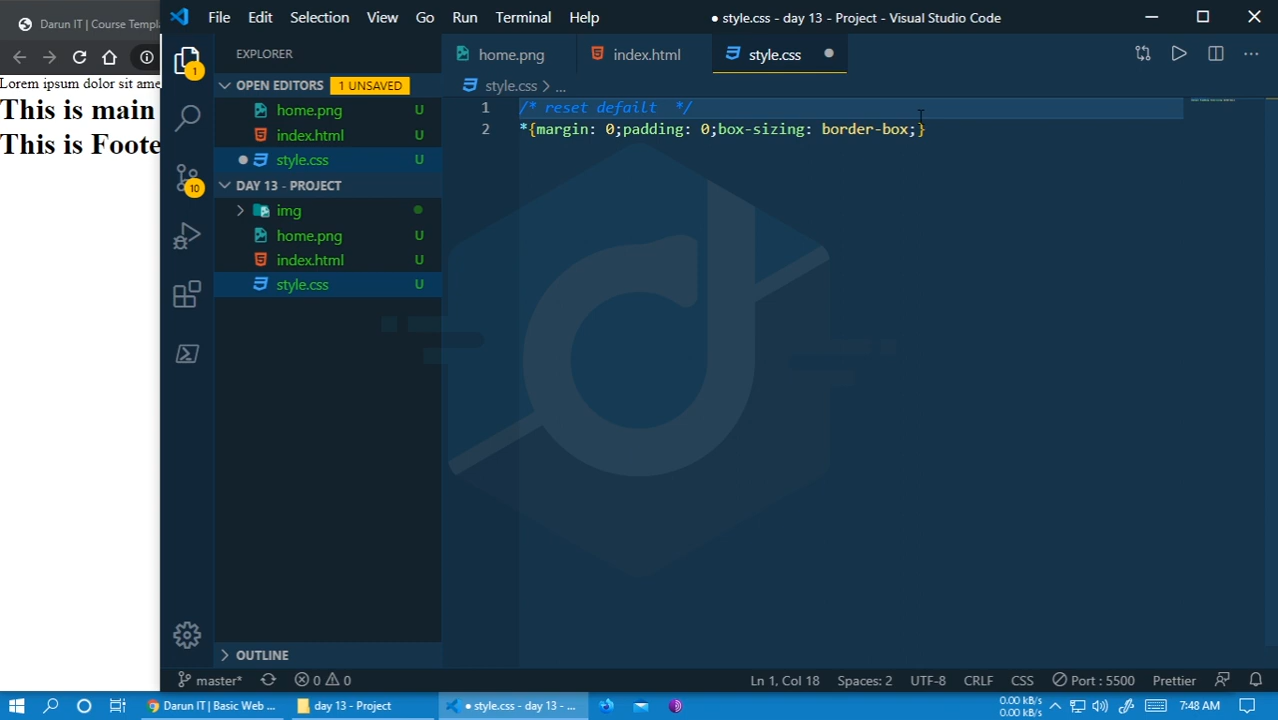 Darun IT | Course Templa
File Edit Selection View Go Run Terminal Help
● style.css - day 13 - Project - Visual Studio Code
Lorem ipsum dolor sit ame
This is main
This is Foote
1
10
EXPLORER
OPEN EDITORS 1 UNSAVED
home.png U
index.html U
style.css U
DAY 13 - PROJECT
img
home.png U
index.html U
style.css U
OUTLINE
home.png index.html style.css
style.css > ...
1 /* reset defailt  */
2 *{margin: 0;padding: 0;box-sizing: border-box;}
master* 0 0 Ln 1, Col 18 Spaces: 2 UTF-8 CRLF CSS Port : 5500 Prettier
Darun IT | Basic Web ... day 13 - Project ● style.css - day 13 - ... 0.00 kB/s
0.00 kB/s
7:48 AM